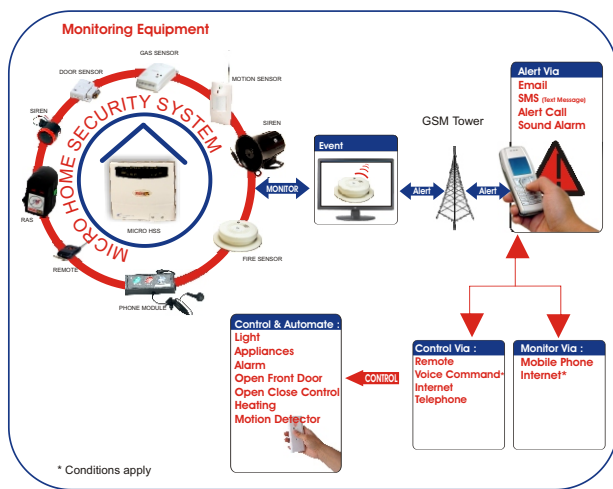 Monitoring Equipment
GAS SENSOR
DOOR SENSOR
MOTION SENSOR
SIREN
SIREN
MICRO HOME SECURITY SYSTEM
MICRO HSS
RAS
REMOTE
PHONE MODULE
FIRE SENSOR
MONITOR
Event
Alert
GSM Tower
Alert
Alert Via
Email
SMS (Text Message)
Alert Call
Sound Alarm
Control & Automate :
Light
Appliances
Alarm
Open Front Door
Open Close Control
Heating
Motion Detector
CONTROL
Control Via :
Remote
Voice Command*
Internet
Telephone
Monitor Via :
Mobile Phone
Internet*
* Conditions apply